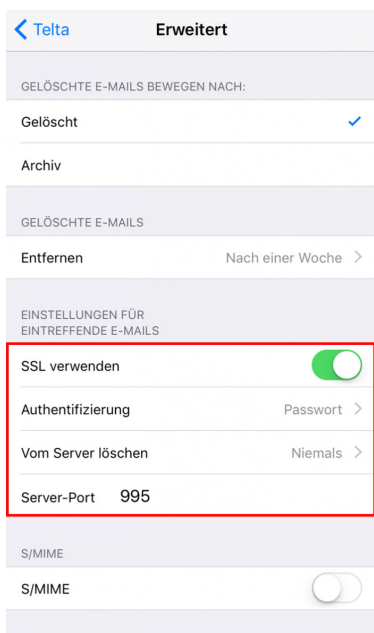 Telta Erweitert
GELÖSCHTE E-MAILS BEWEGEN NACH:
Gelöscht
Archiv
GELÖSCHTE E-MAILS
Entfernen Nach einer Woche
EINSTELLUNGEN FÜR
EINTREFFENDE E-MAILS
SSL verwenden
Authentifizierung Passwort
Vom Server löschen Niemals
Server-Port 995
S/MIME
S/MIME